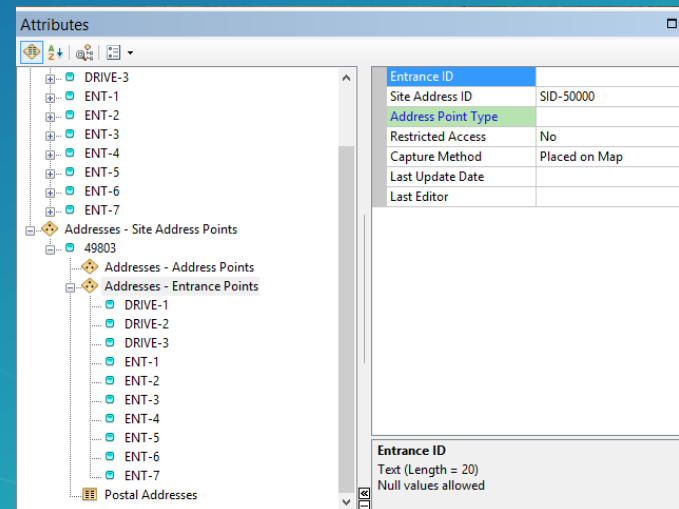 Attributes
DRIVE-3
ENT-1
ENT-2
ENT-3
ENT-4
ENT-5
ENT-6
ENT-7
Addresses - Site Address Points
49803
Addresses - Address Points
Addresses - Entrance Points
DRIVE-1
DRIVE-2
DRIVE-3
ENT-1
ENT-2
ENT-3
ENT-4
ENT-5
ENT-6
ENT-7
Postal Addresses
Entrance ID
Site Address ID SID-50000
Address Point Type
Restricted Access No
Capture Method Placed on Map
Last Update Date
Last Editor
Entrance ID
Text (Length = 20)
Null values allowed